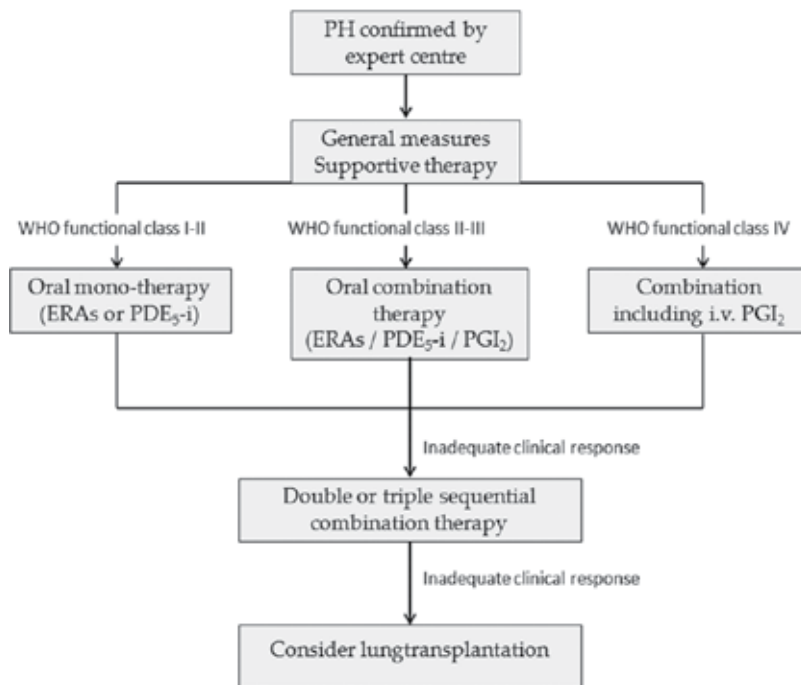 PH confirmed by
expert centre
General measures
Supportive therapy
WHO functional class I-II
WHO functional class II-III
WHO functional class IV
Oral mono-therapy
(ERAs or PDE₅-i)
Oral combination
therapy
(ERAs / PDE₅-i / PGI₂)
Combination
including i.v. PGI₂
Inadequate clinical response
Double or triple sequential
combination therapy
Inadequate clinical response
Consider lungtransplantation